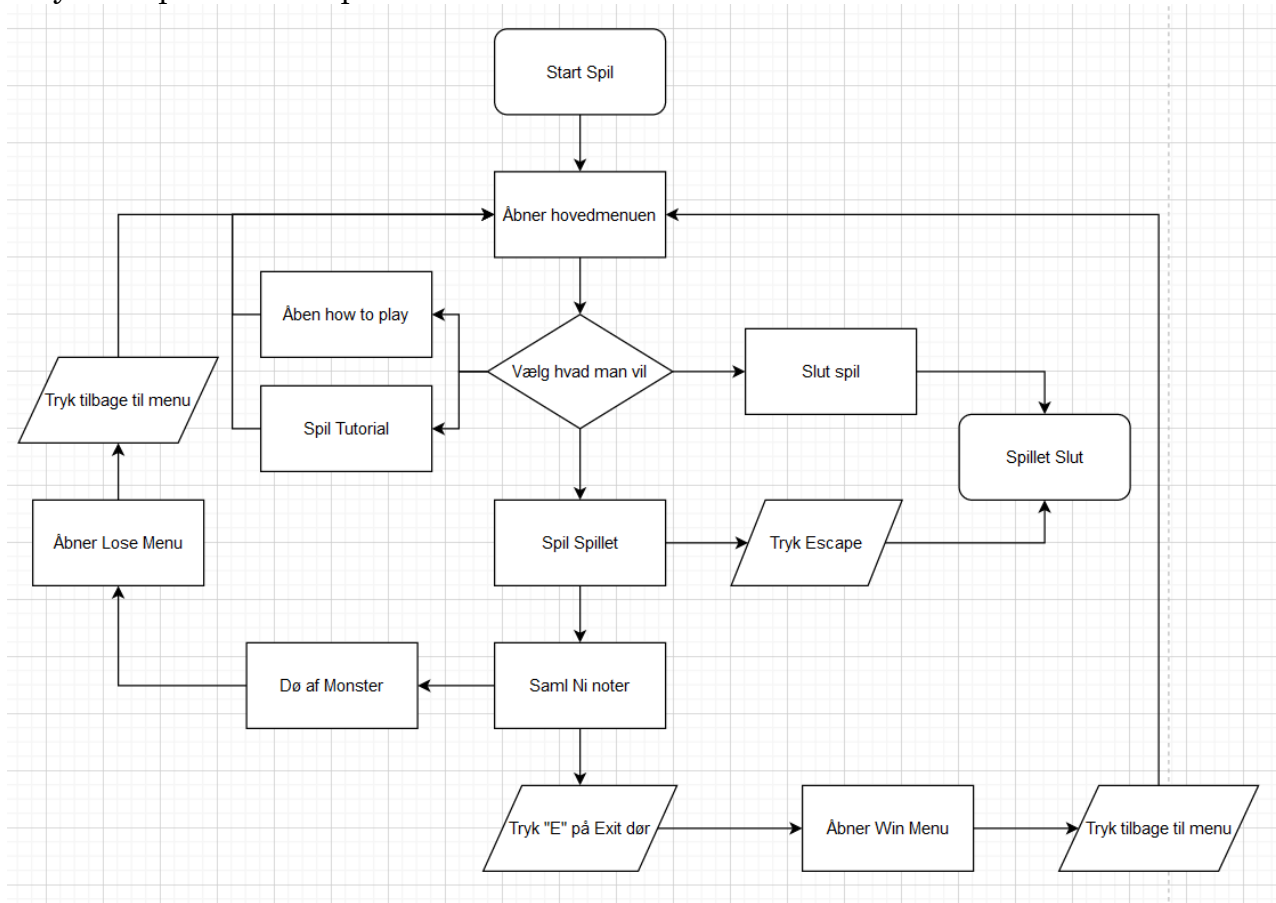 Start Spil
Åbner hovedmenuen
Åben how to play
Vælg hvad man vil
Slut spil
Tryk tilbage til menu
Spil Tutorial
Spillet Slut
Åbner Lose Menu
Spil Spillet
Tryk Escape
Dø af Monster
Saml Ni noter
Tryk "E" på Exit dør
Åbner Win Menu
Tryk tilbage til menu